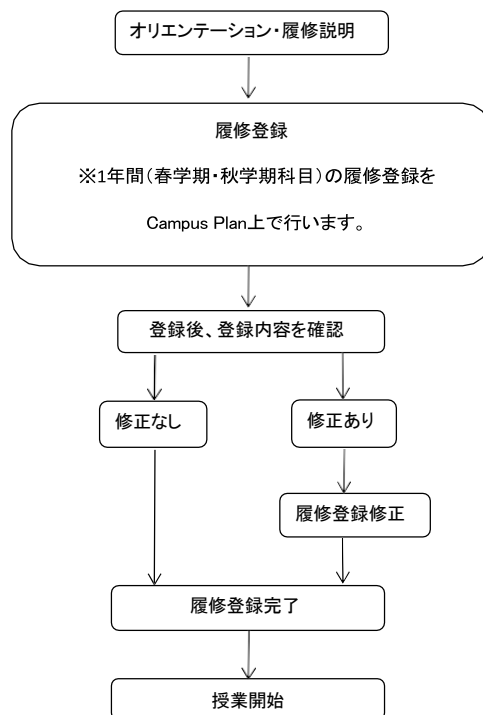 オリエンテーション・履修説明
履修登録
※1年間（春学期・秋学期科目）の履修登録を
Campus Plan上で行います。
登録後、登録内容を確認
修正なし
修正あり
履修登録修正
履修登録完了
授業開始